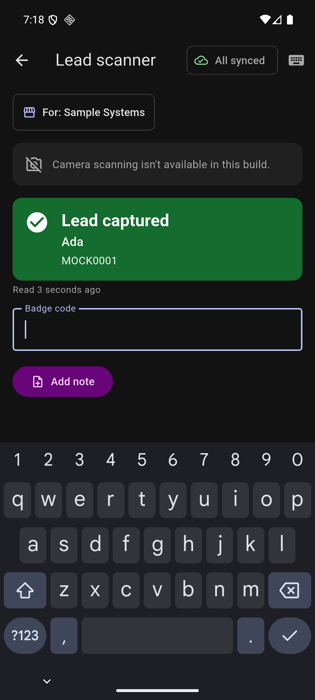 7:18
Lead scanner
All synced
For: Sample Systems
Camera scanning isn't available in this build.
Lead captured
Ada
MOCK0001
Read 3 seconds ago
Badge code
Add note
1 2 3 4 5 6 7 8 9 0
q w e r t y u i o p
a s d f g h j k l
z x c v b n m
?123 , .